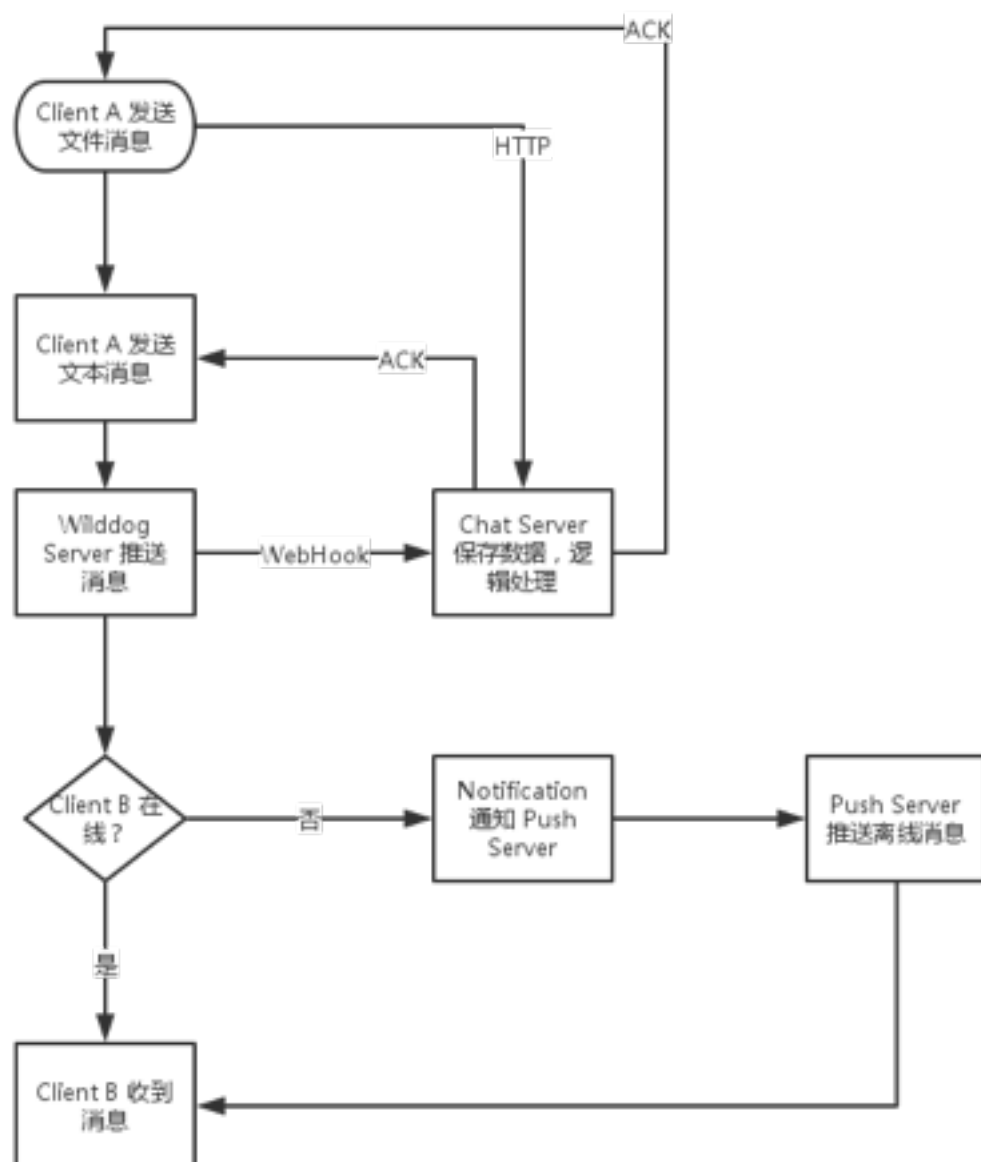 ACK
Client A 发送
文件消息
HTTP
Client A 发送
文本消息
ACK
Wilddog
Server 推送
消息
WebHook
Chat Server
保存数据，逻
辑处理
Client B 在
线？
否
Notification
通知 Push
Server
Push Server
推送离线消息
是
Client B 收到
消息